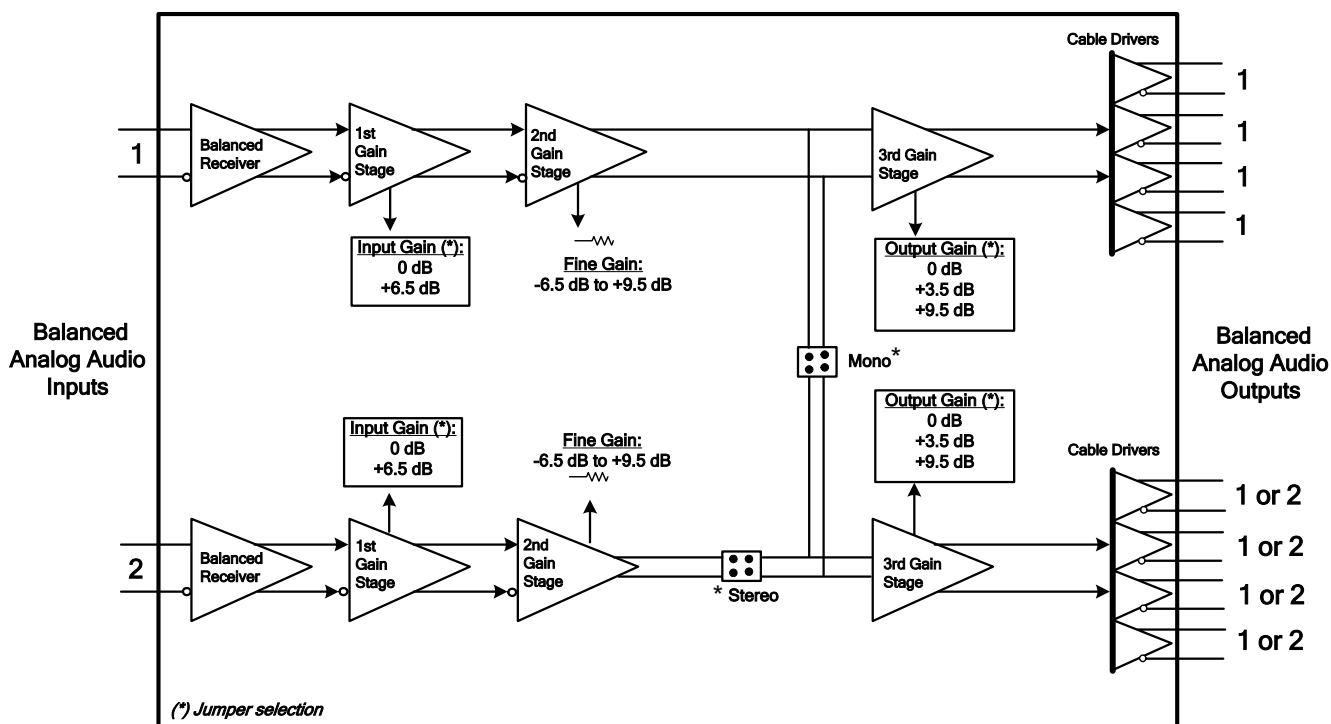 Cable Drivers
1
1
1
1
1
Balanced
Receiver
1st
Gain
Stage
2nd
Gain
Stage
3rd Gain
Stage
Input Gain (*):
0 dB
+6.5 dB
Fine Gain:
-6.5 dB to +9.5 dB
Output Gain (*):
0 dB
+3.5 dB
+9.5 dB
Balanced
Analog Audio
Inputs
Mono*
Balanced
Analog Audio
Outputs
Input Gain (*):
0 dB
+6.5 dB
Fine Gain:
-6.5 dB to +9.5 dB
Output Gain (*):
0 dB
+3.5 dB
+9.5 dB
Cable Drivers
2
Balanced
Receiver
1st
Gain
Stage
2nd
Gain
Stage
* Stereo
3rd Gain
Stage
1 or 2
1 or 2
1 or 2
1 or 2
(*) Jumper selection